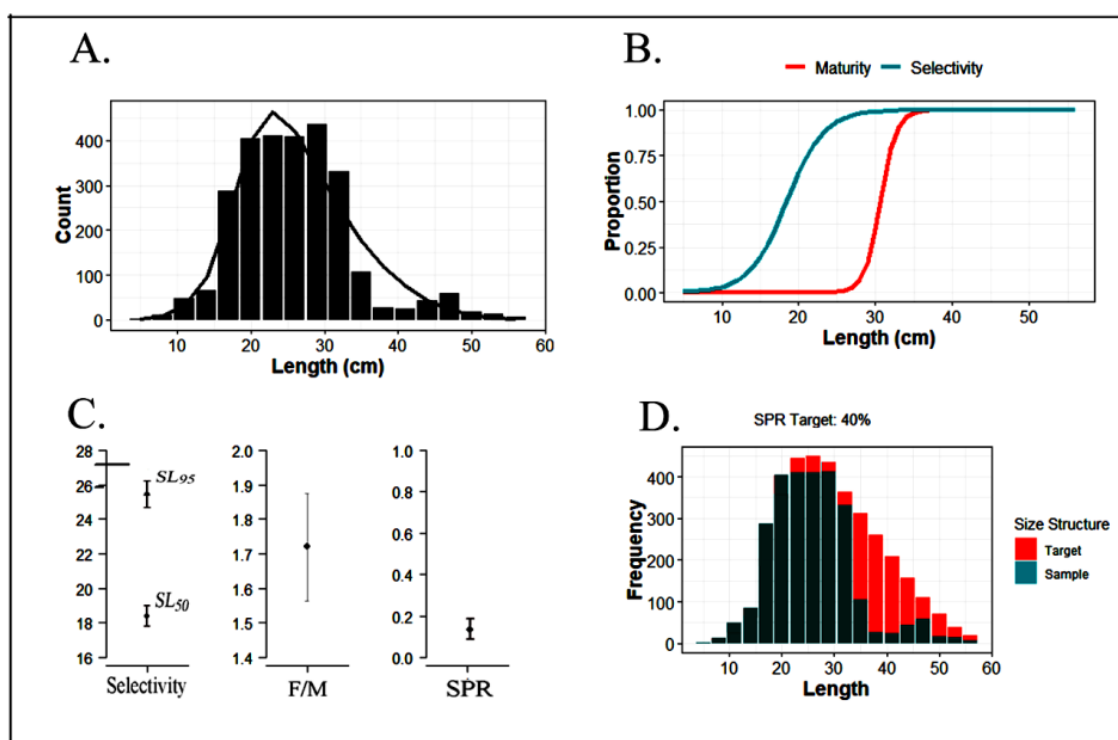 A.
Count
400
300
200
100
0
10 20 30 40 50 60
Length (cm)
B.
Maturity Selectivity
Proportion
1.00
0.75
0.50
0.25
0.00
10 20 30 40 50
Length (cm)
C.
28
26
24
22
20
18
16
SL95
SL50
Selectivity
2.0
1.9
1.8
1.7
1.6
1.5
1.4
F/M
1.0
0.8
0.6
0.4
0.2
0.0
SPR
D.
SPR Target: 40%
Frequency
400
300
200
100
0
10 20 30 40 50 60
Length
Size Structure
Target
Sample